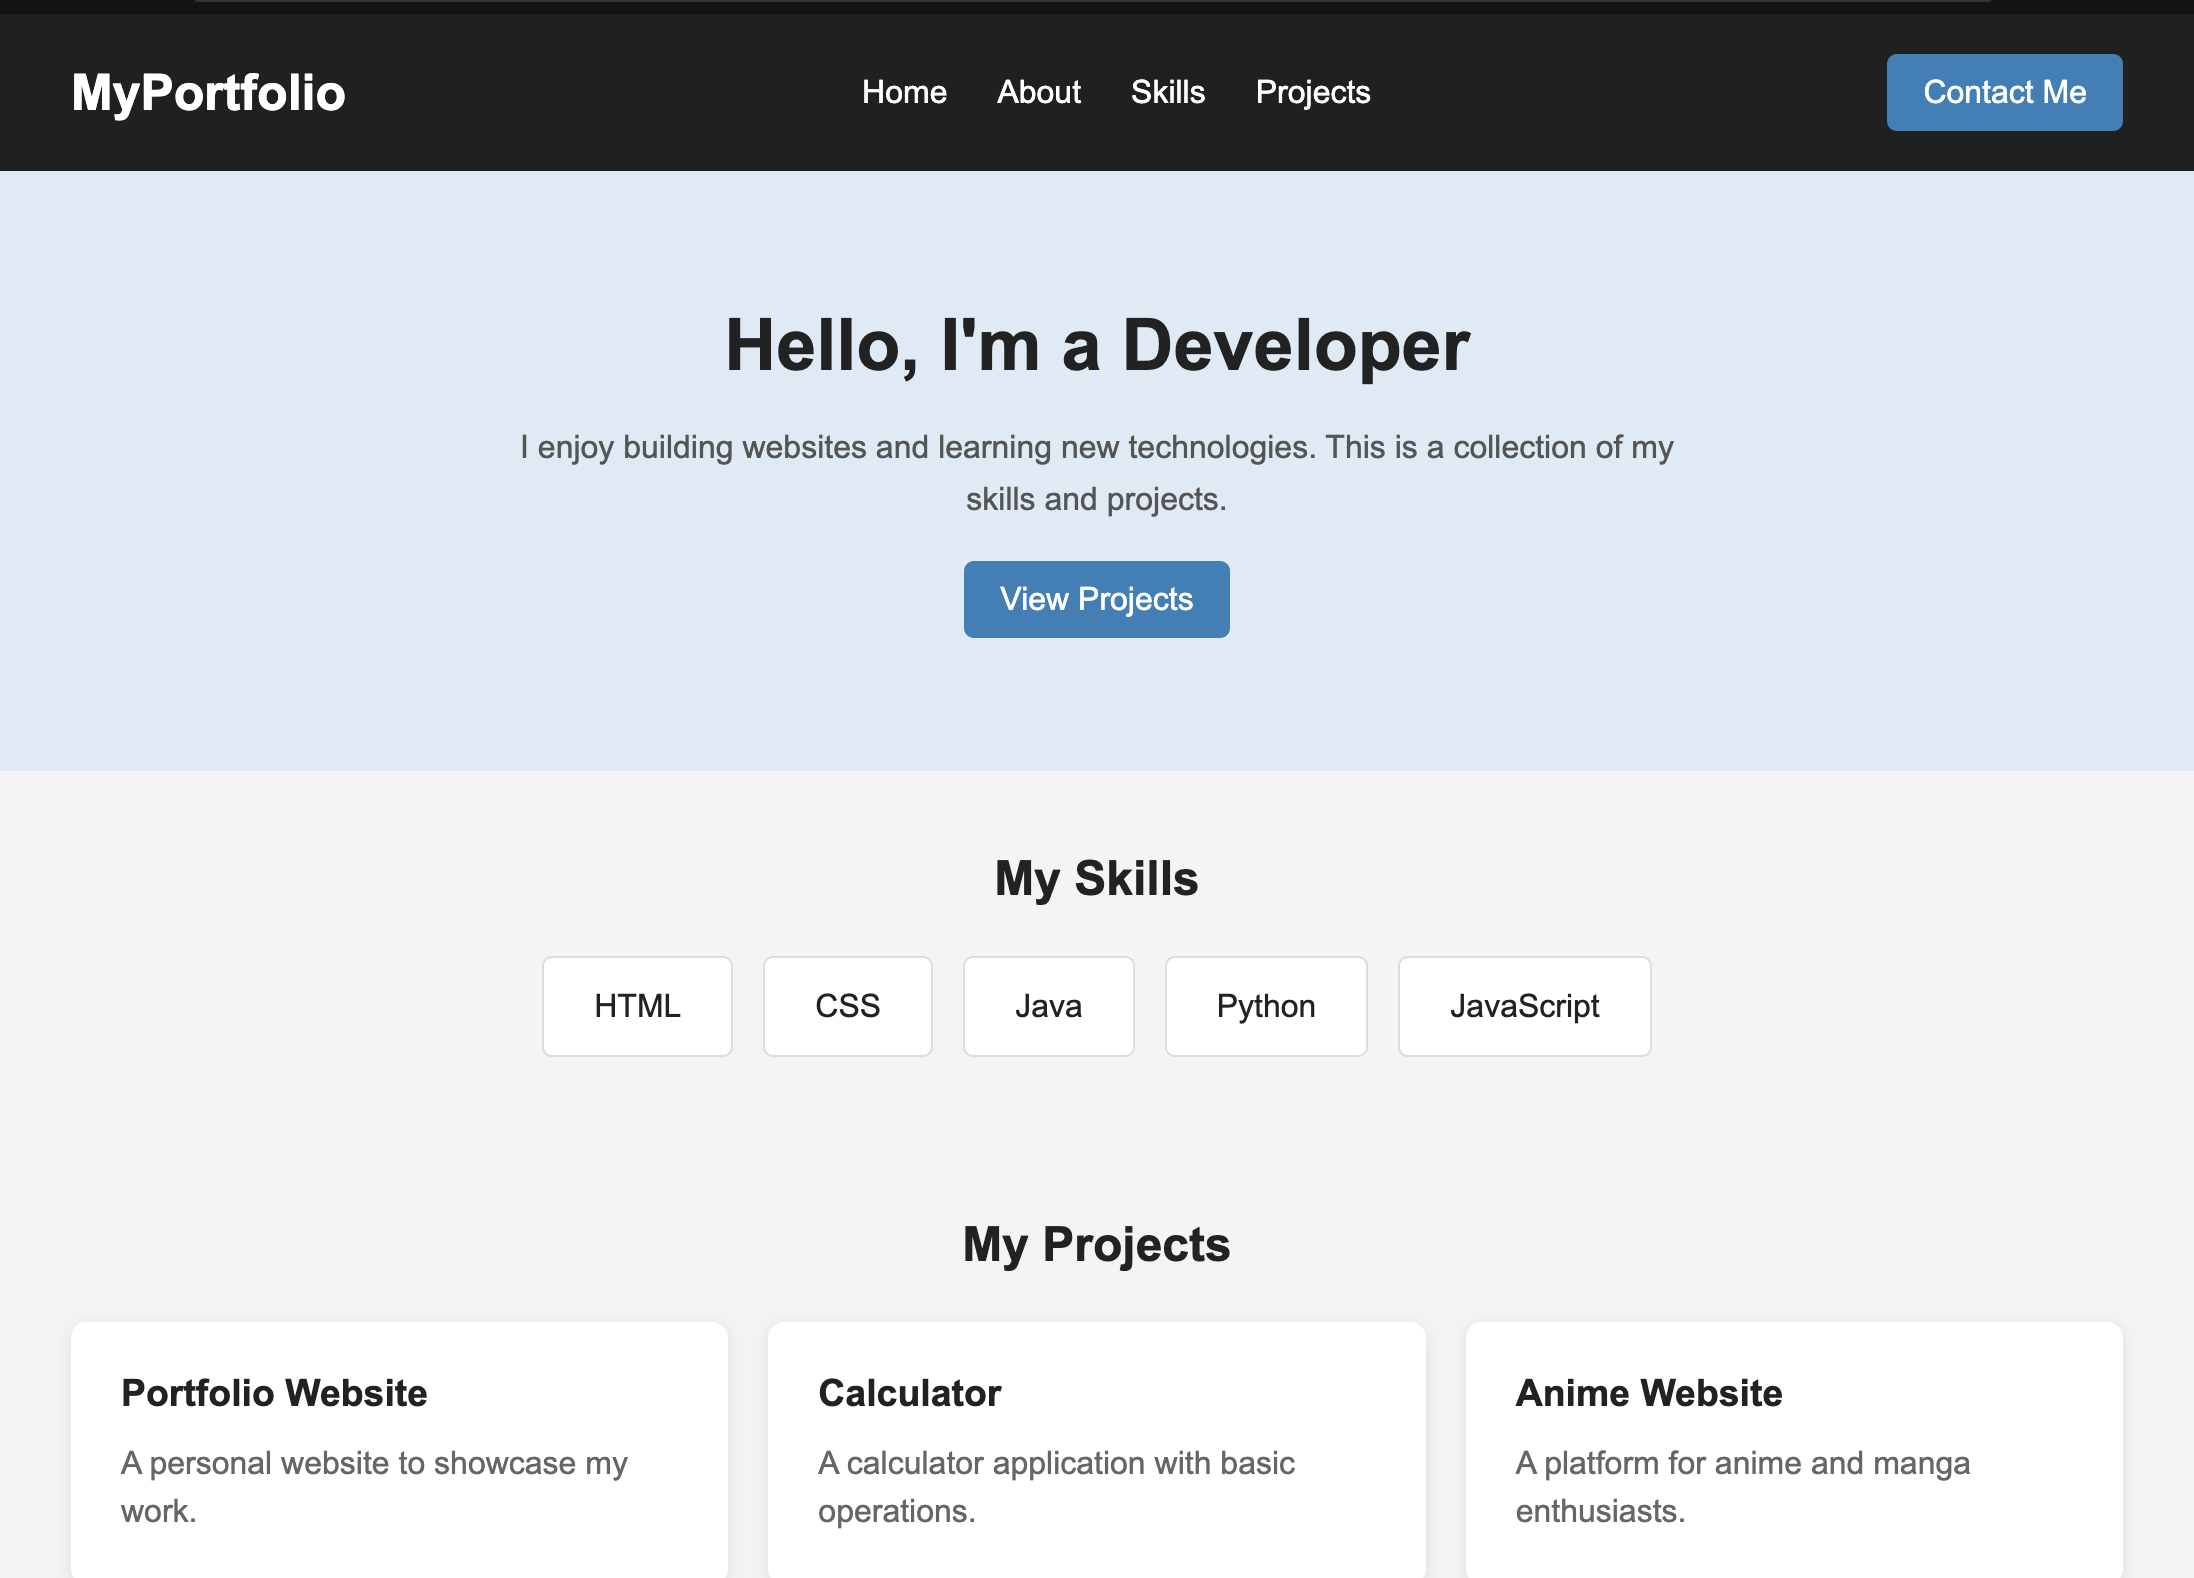 MyPortfolio
Home About Skills Projects
Contact Me
Hello, I'm a Developer
I enjoy building websites and learning new technologies. This is a collection of my
skills and projects.
View Projects
My Skills
HTML CSS Java Python JavaScript
My Projects
Portfolio Website
A personal website to showcase my
work.
Calculator
A calculator application with basic
operations.
Anime Website
A platform for anime and manga
enthusiasts.